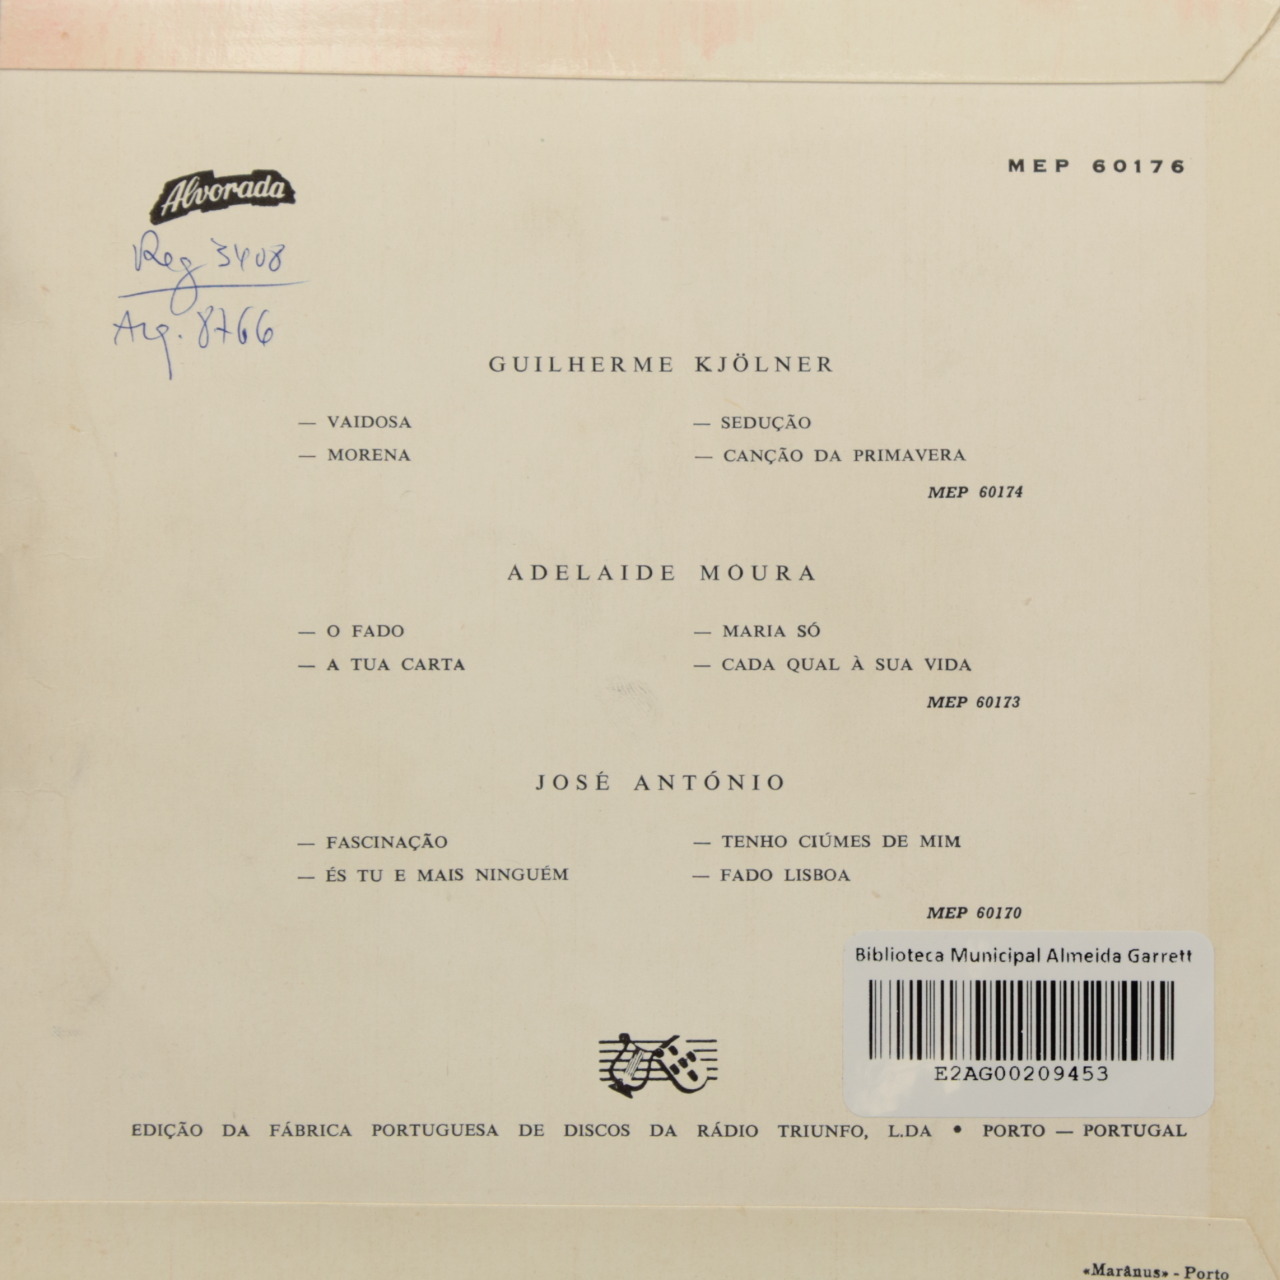 Alvorada
MEP 60176
Reg 3408
Arq. 8766
GUILHERME KJÖLNER
— VAIDOSA — SEDUÇÃO
— MORENA — CANÇÃO DA PRIMAVERA
MEP 60174
ADELAIDE MOURA
— O FADO — MARIA SÓ
— A TUA CARTA — CADA QUAL À SUA VIDA
MEP 60173
JOSÉ ANTÓNIO
— FASCINAÇÃO — TENHO CIÚMES DE MIM
— ÉS TU E MAIS NINGUÉM — FADO LISBOA
MEP 60170
Biblioteca Municipal Almeida Garrett
E2AG00209453
EDIÇÃO DA FÁBRICA PORTUGUESA DE DISCOS DA RÁDIO TRIUNFO, L.DA • PORTO — PORTUGAL
«Marânus» - Porto